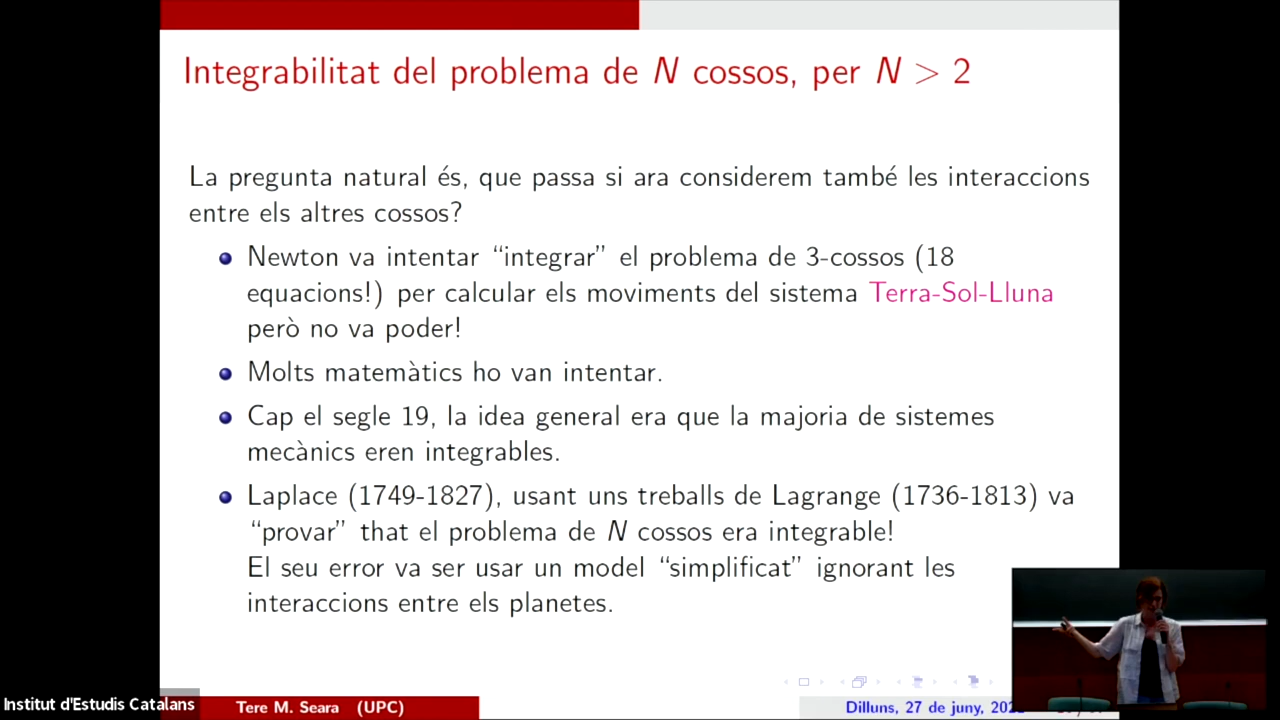 Integrabilitat del problema de N cossos, per N > 2
La pregunta natural és, que passa si ara considerem també les interaccions
entre els altres cossos?
Newton va intentar “integrar” el problema de 3-cossos (18
equacions!) per calcular els moviments del sistema Terra-Sol-Lluna
però no va poder!
Molts matemàtics ho van intentar.
Cap el segle 19, la idea general era que la majoria de sistemes
mecànics eren integrables.
Laplace (1749-1827), usant uns treballs de Lagrange (1736-1813) va
“provar” that el problema de N cossos era integrable!
El seu error va ser usar un model “simplificat” ignorant les
interaccions entre els planetes.
Institut d'Estudis Catalans
Tere M. Seara (UPC)
Dilluns, 27 de juny,